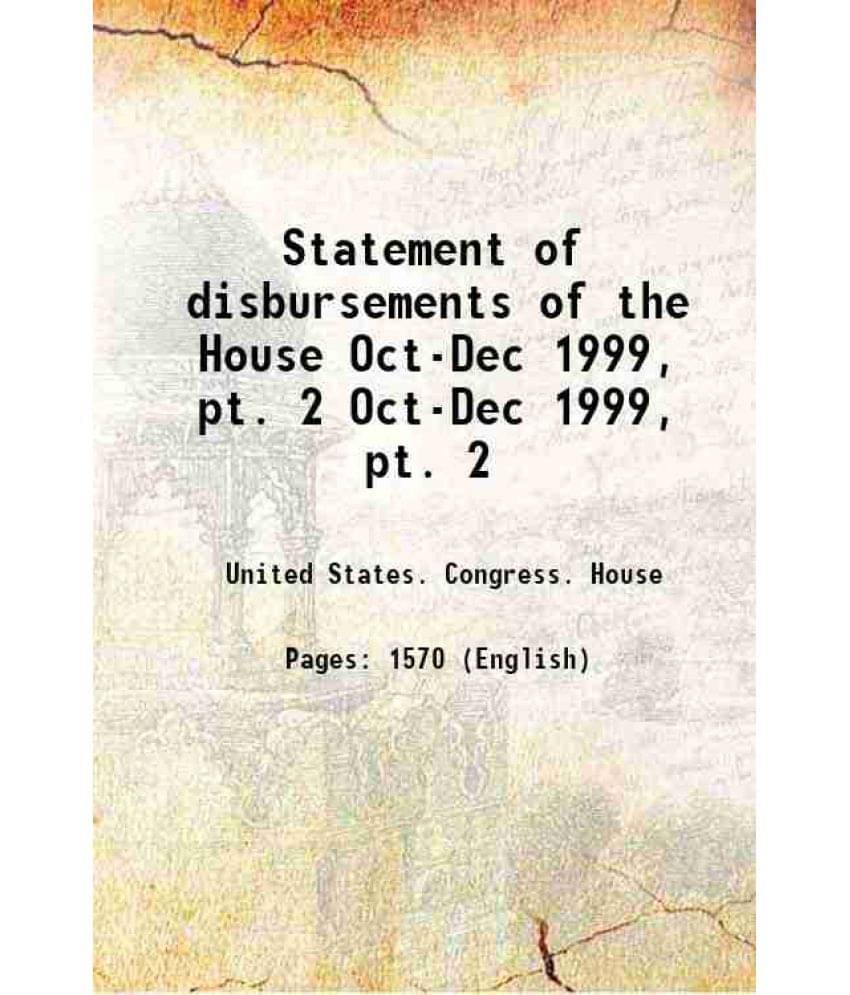 Statement of
disbursements of the
House Oct-Dec 1999,
pt. 2 Oct-Dec 1999,
pt. 2
United States. Congress. House
Pages: 1570 (English)